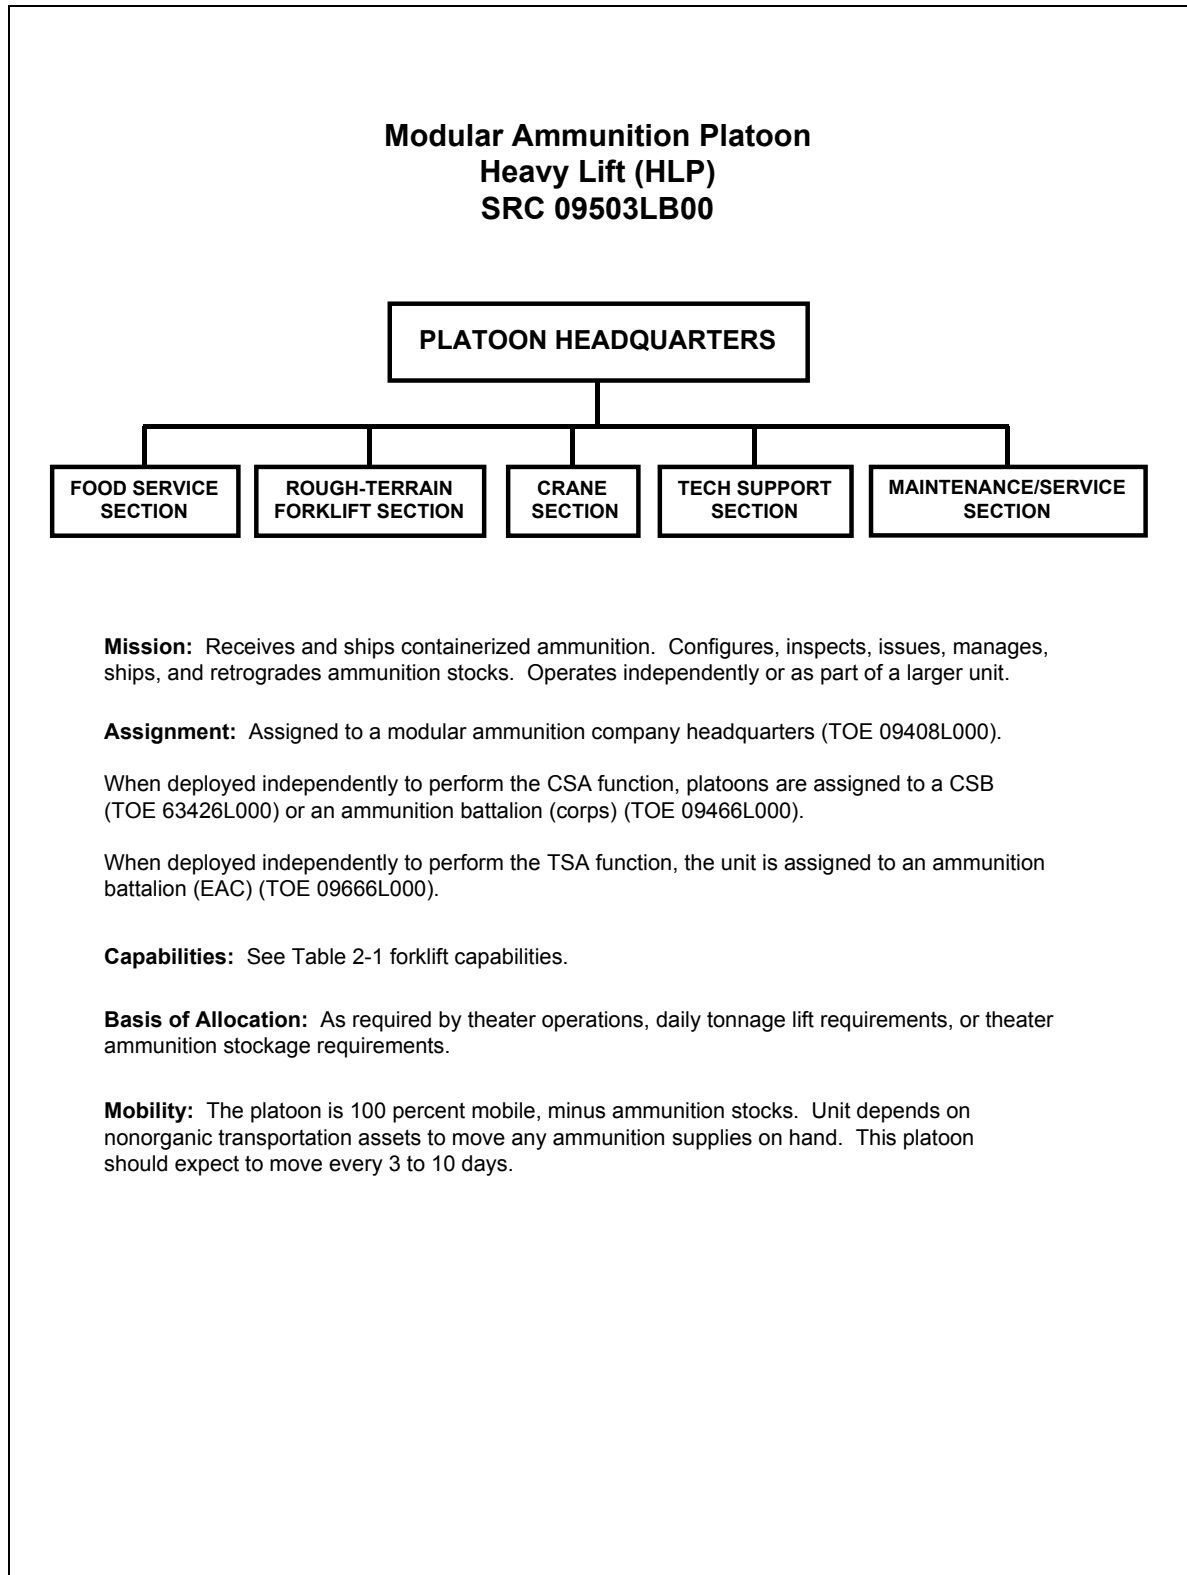 Modular Ammunition Platoon
Heavy Lift (HLP)
SRC 09503LB00
PLATOON HEADQUARTERS
FOOD SERVICE
SECTION
ROUGH-TERRAIN
FORKLIFT SECTION
CRANE
SECTION
TECH SUPPORT
SECTION
MAINTENANCE/SERVICE
SECTION
Mission: Receives and ships containerized ammunition. Configures, inspects, issues, manages,
ships, and retrogrades ammunition stocks. Operates independently or as part of a larger unit.
Assignment: Assigned to a modular ammunition company headquarters (TOE 09408L000).
When deployed independently to perform the CSA function, platoons are assigned to a CSB
(TOE 63426L000) or an ammunition battalion (corps) (TOE 09466L000).
When deployed independently to perform the TSA function, the unit is assigned to an ammunition
battalion (EAC) (TOE 09666L000).
Capabilities: See Table 2-1 forklift capabilities.
Basis of Allocation: As required by theater operations, daily tonnage lift requirements, or theater
ammunition stockage requirements.
Mobility: The platoon is 100 percent mobile, minus ammunition stocks. Unit depends on
nonorganic transportation assets to move any ammunition supplies on hand. This platoon
should expect to move every 3 to 10 days.